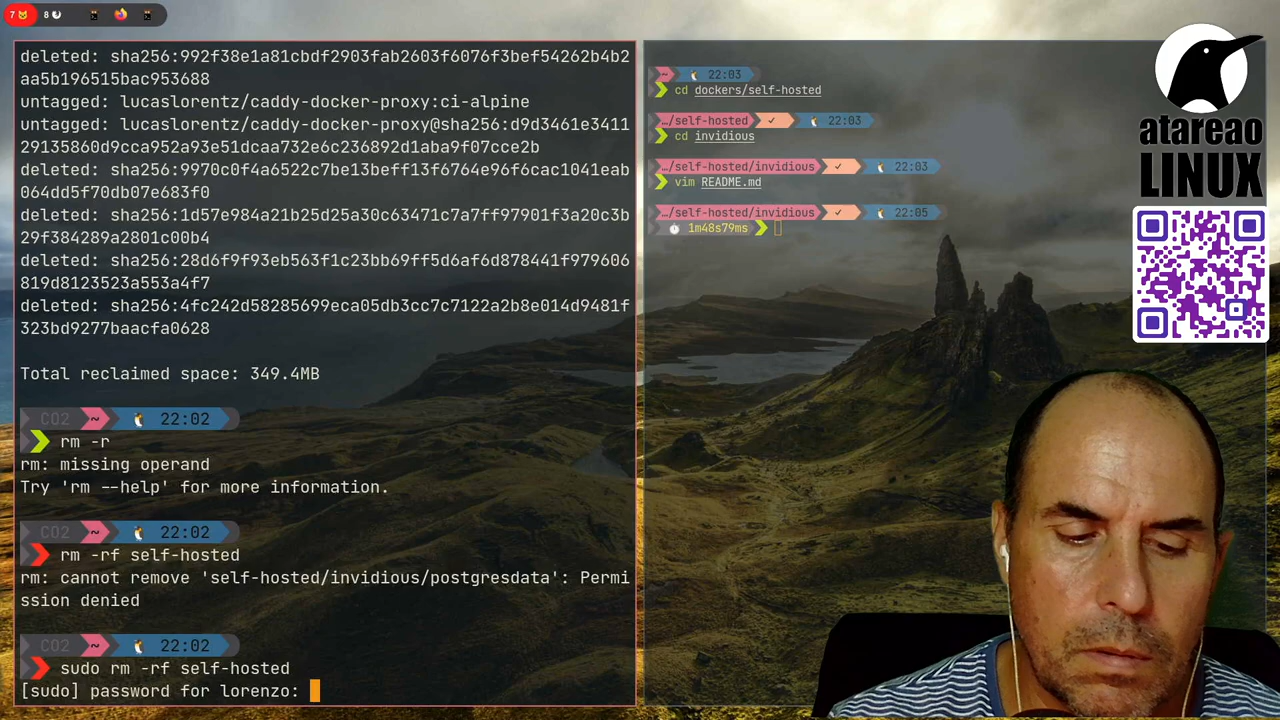 7 8
deleted: sha256:992f38e1a81cbdf2903fab2603f6076f3bef54262b4b2
aa5b196515bac953688
untagged: lucaslorentz/caddy-docker-proxy:ci-alpine
untagged: lucaslorentz/caddy-docker-proxy@sha256:d9d3461e3411
29135860d9cca952a93e51dcaa732e6c236892d1aba9f07cce2b
deleted: sha256:9970c0f4a6522c7be13beff13f6764e96f6cac1041eab
064dd5f70db07e683f0
deleted: sha256:1d57e984a21b25d25a30c63471c7a7ff97901f3a20c3b
29f384289a2801c00b4
deleted: sha256:28d6f9f93eb563f1c23bb69ff5d6af6d878441f979606
819d8123523a553a4f7
deleted: sha256:4fc242d58285699eca05db3cc7c7122a2b8e014d9481f
323bd9277baacfa0628
Total reclaimed space: 349.4MB
CO2 ~ 22:02
rm -r
rm: missing operand
Try 'rm --help' for more information.
CO2 ~ 22:02
rm -rf self-hosted
rm: cannot remove 'self-hosted/invidious/postgresdata': Permi
ssion denied
CO2 ~ 22:02
sudo rm -rf self-hosted
[sudo] password for lorenzo:
~ 22:03
cd dockers/self-hosted
…/self-hosted ✓ 22:03
cd invidious
…/self-hosted/invidious ✓ 22:03
vim README.md
…/self-hosted/invidious ✓ 22:05
1m48s79ms
atareao
LINUX